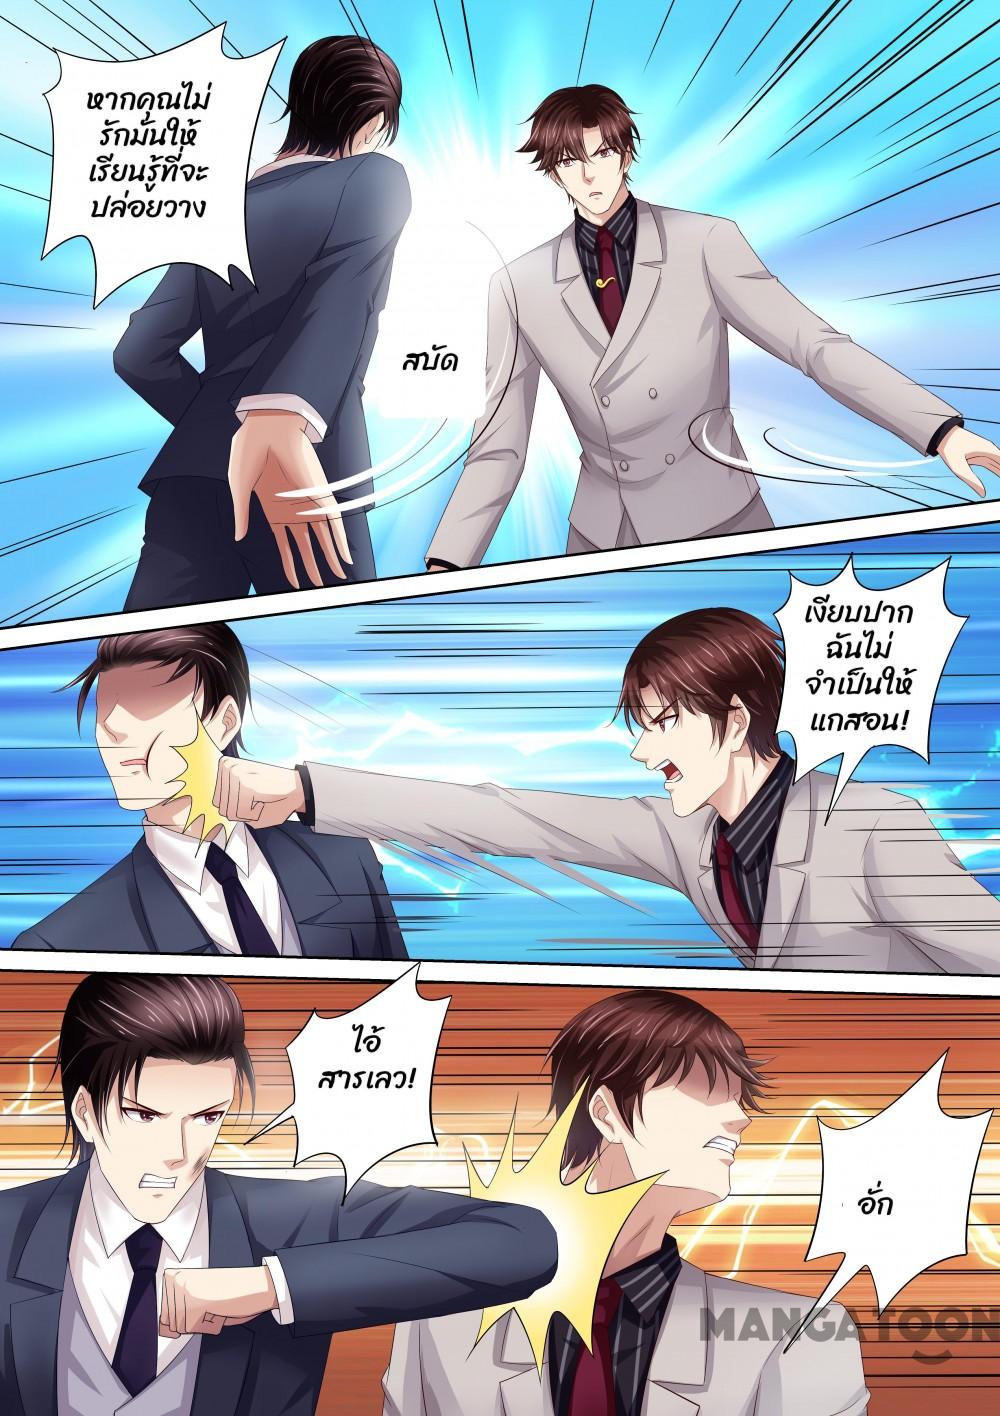 หากคุณไม่
รักมันให้
เรียนรู้ที่จะ
ปล่อยวาง
สบัด
เงียบปาก
ฉันไม่
จำเป็นให้
แกสอน!
ไอ้
สารเลว!
อั่ก
MANGATOON